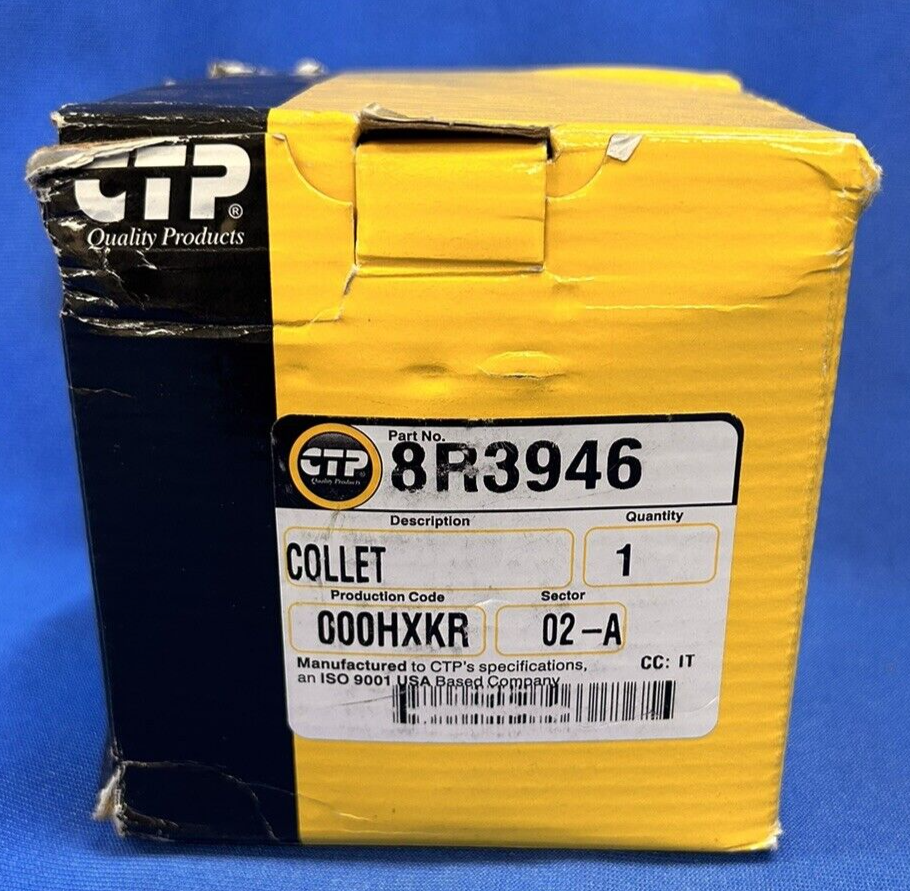 CTP®
Quality Products
Part No.
CTP®
Quality Products
8R3946
Description
Quantity
COLLET
1
Production Code
Sector
000HXKR
02-A
Manufactured to CTP's specifications,
an ISO 9001 USA Based Company
CC: IT